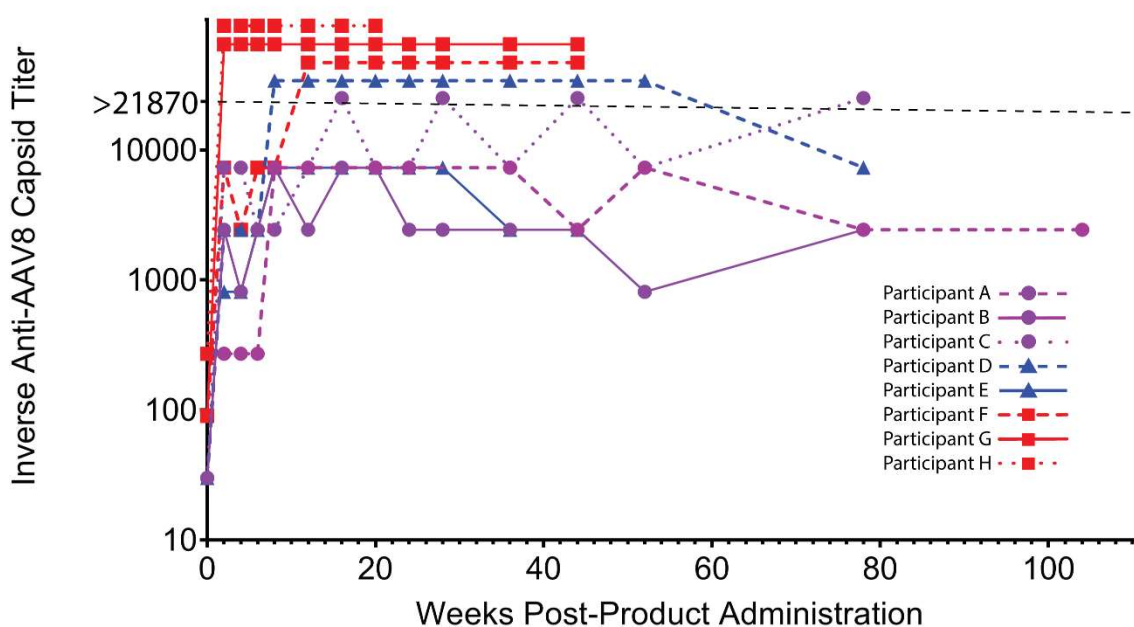 Inverse Anti-AAV8 Capsid Titer
>21870
10000
1000
100
10
0 20 40 60 80 100
Weeks Post-Product Administration
Participant A
Participant B
Participant C
Participant D
Participant E
Participant F
Participant G
Participant H